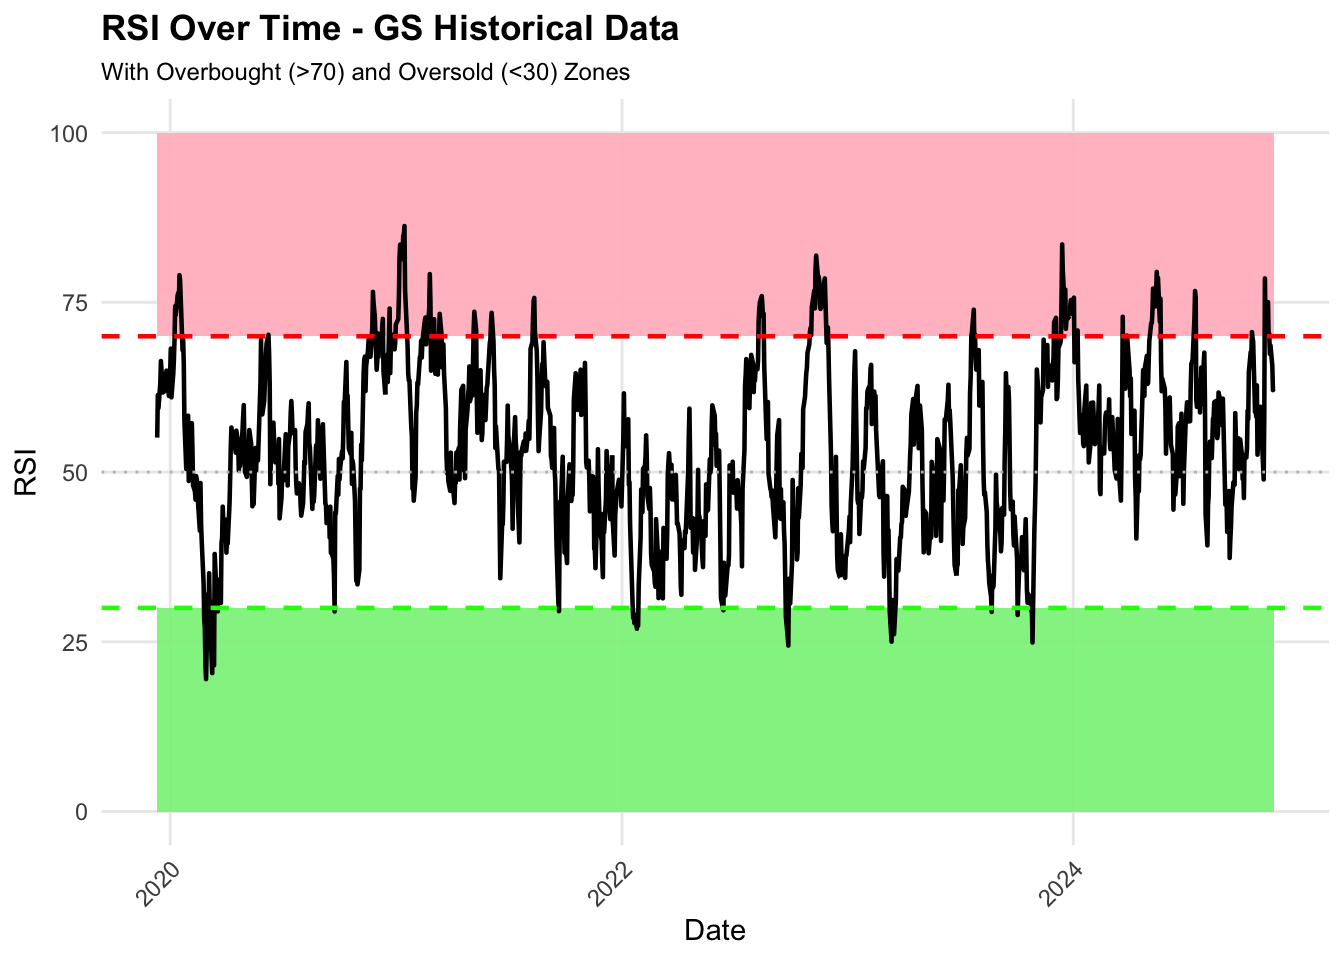 RSI Over Time - GS Historical Data
With Overbought (>70) and Oversold (<30) Zones
100
75
50
25
0
RSI
2020
2022
2024
Date